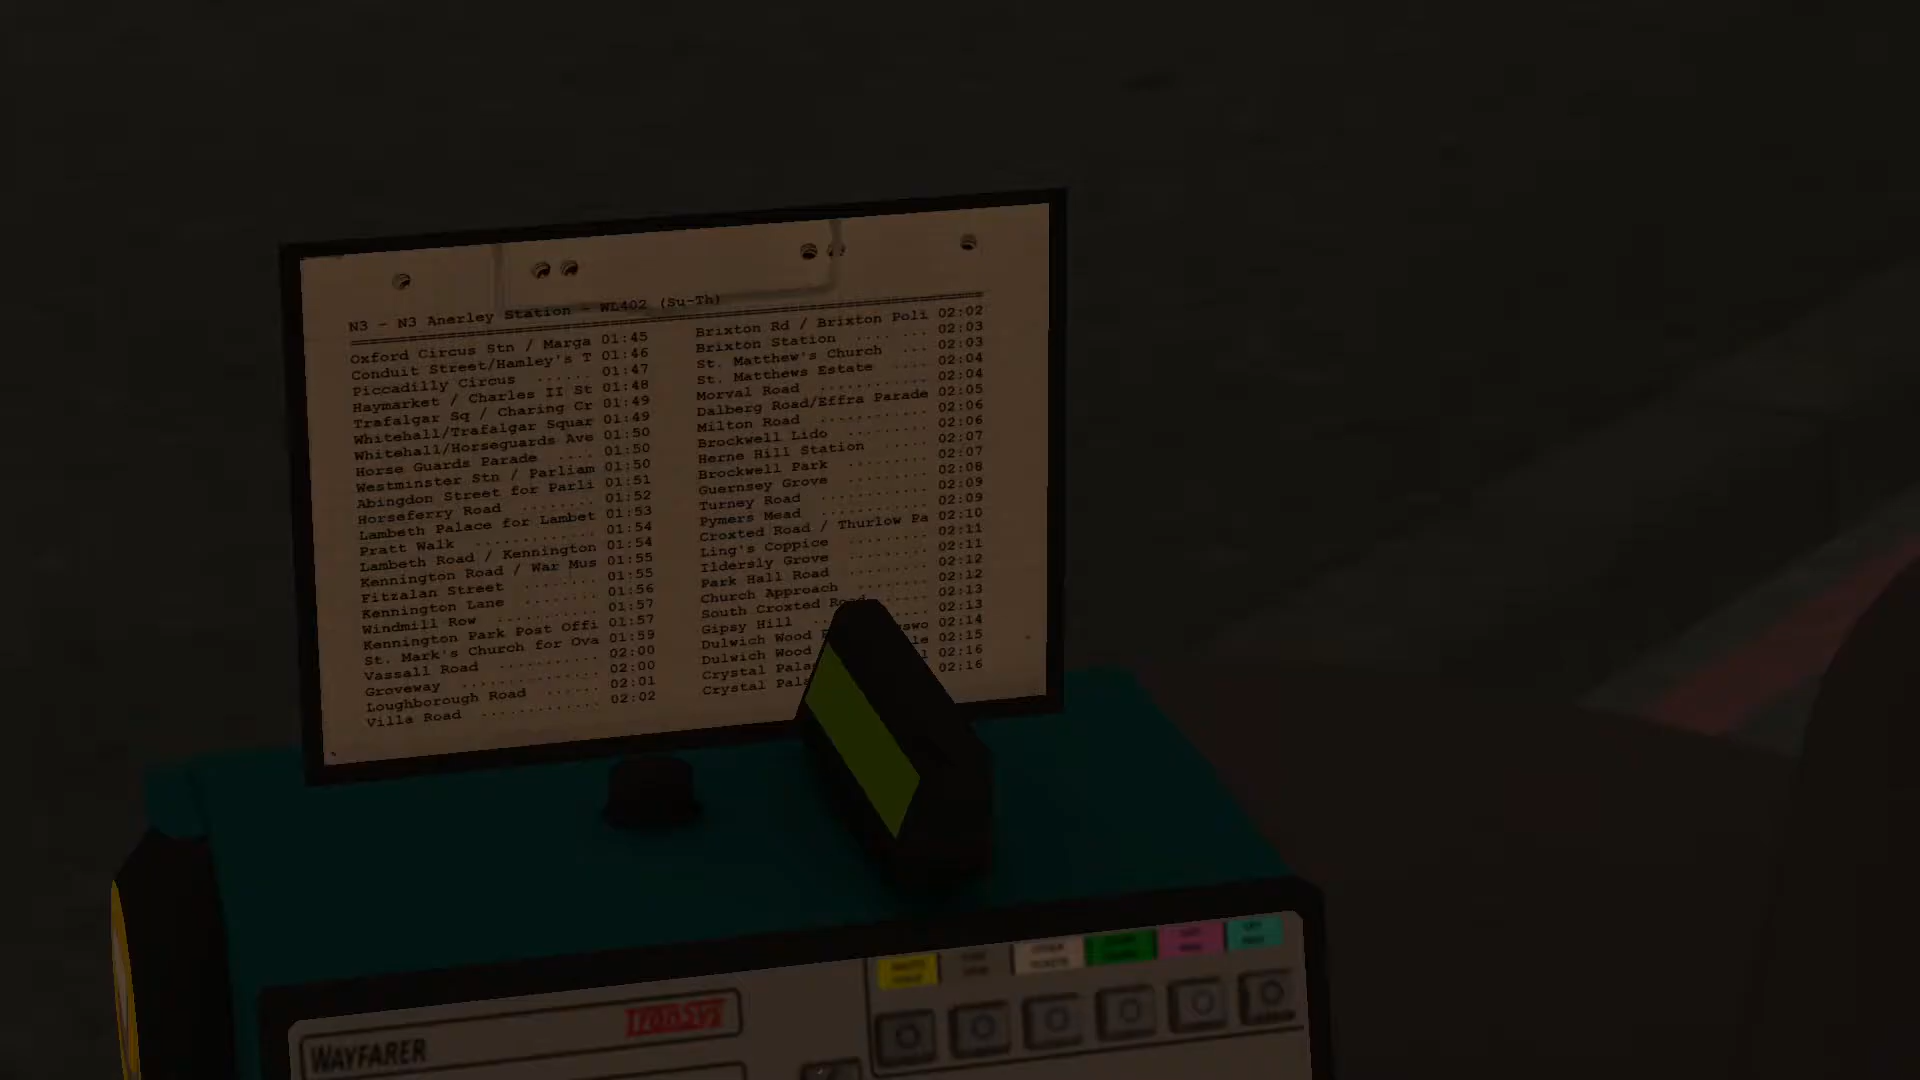 N3 - N3 Anerley Station - WL402 (Su-Th)
Oxford Circus Stn / Marga 01:45
Conduit Street/Hamley's T 01:46
Piccadilly Circus ...... 01:47
Haymarket / Charles II St 01:48
Trafalgar Sq / Charing Cr 01:49
Whitehall/Trafalgar Squar 01:49
Whitehall/Horseguards Ave 01:50
Horse Guards Parade .... 01:50
Westminster Stn / Parliam 01:50
Abingdon Street for Parli 01:51
Horseferry Road ........ 01:52
Lambeth Palace for Lambet 01:53
Pratt Walk ............. 01:54
Lambeth Road / Kennington 01:54
Kennington Road / War Mus 01:55
Fitzalan Street ........ 01:55
Kennington Lane ........ 01:56
Windmill Row ........... 01:57
Kennington Park Post Offi 01:57
St. Mark's Church for Ova 01:59
Vassall Road ........... 02:00
Groveway ............... 02:00
Loughborough Road ...... 02:01
Villa Road ............. 02:02
Brixton Rd / Brixton Poli 02:02
Brixton Station .... ... 02:03
St. Matthew's Church ... 02:03
St. Matthews Estate .... 02:04
Morval Road ............ 02:04
Dalberg Road/Effra Parade 02:05
Milton Road ............ 02:06
Brockwell Lido ......... 02:06
Herne Hill Station ..... 02:07
Brockwell Park ......... 02:07
Guernsey Grove ......... 02:08
Turney Road ............ 02:09
Pymers Mead ............ 02:09
Croxted Road / Thurlow Pa 02:10
Ling's Coppice ......... 02:11
Ildersly Grove ......... 02:11
Park Hall Road ......... 02:12
Church Approach ........ 02:12
South Croxted Road ..... 02:13
Gipsy Hill .. 02:13
Dulwich Wood 02:14
Dulwich Wood 02:15
Crystal 02:16
Crystal 02:16
WAYFARER